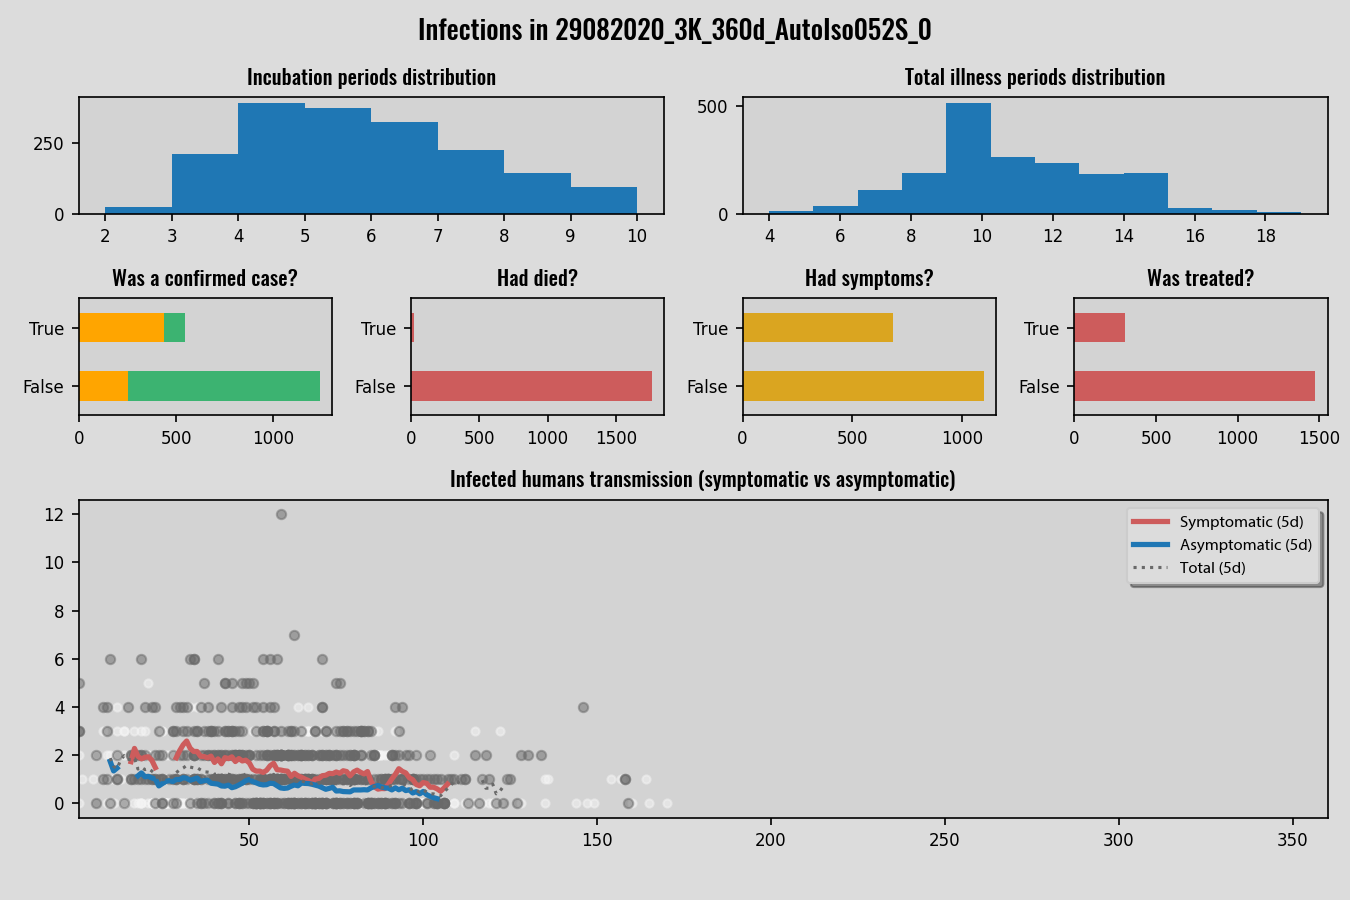 Infections in 29082020_3K_360d_AutoIso052S_0
Incubation periods distribution
Total illness periods distribution
250
0
2 3 4 5 6 7 8 9 10
500
0
4 6 8 10 12 14 16 18
Was a confirmed case?
Had died?
Had symptoms?
Was treated?
True
False
0 500 1000
True
False
0 500 1000 1500
True
False
0 500 1000
True
False
0 500 1000 1500
Infected humans transmission (symptomatic vs asymptomatic)
12
10
8
6
4
2
0
50 100 150 200 250 300 350
Symptomatic (5d)
Asymptomatic (5d)
Total (5d)